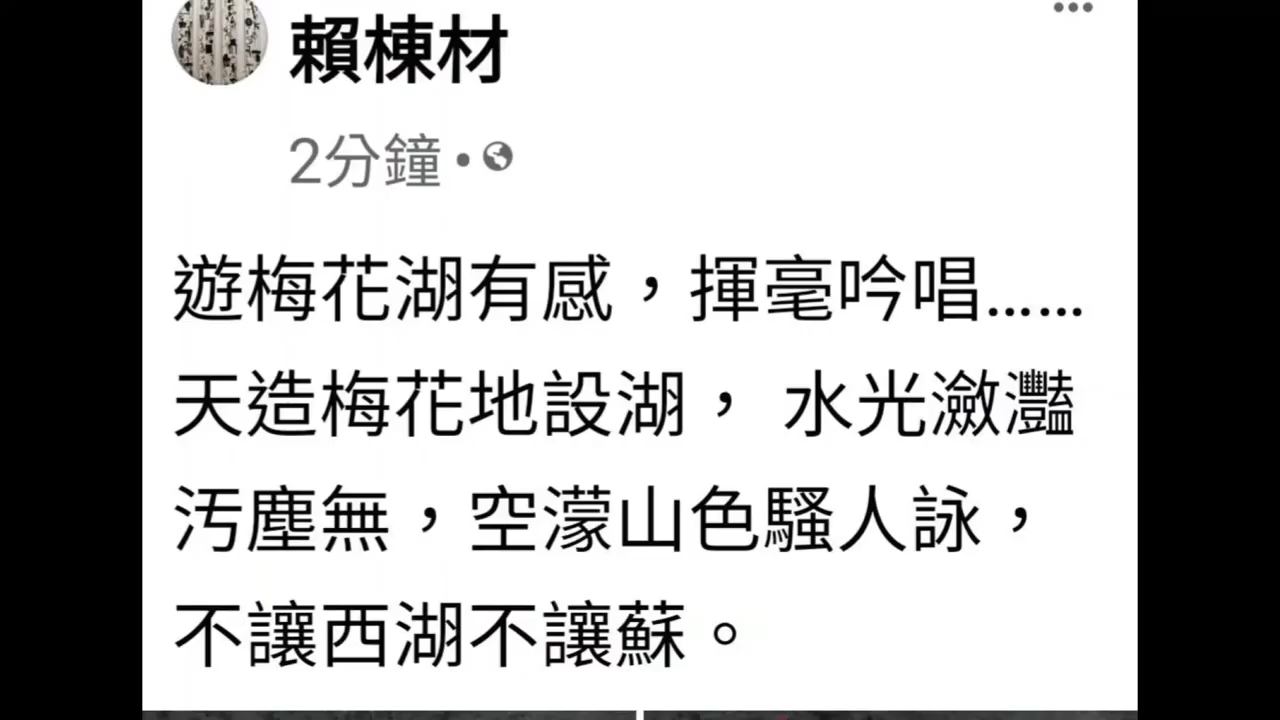 賴棟材
2分鐘 •
遊梅花湖有感，揮毫吟唱......
天造梅花地設湖， 水光瀲灩
汚塵無，空濛山色騷人詠，
不讓西湖不讓蘇。